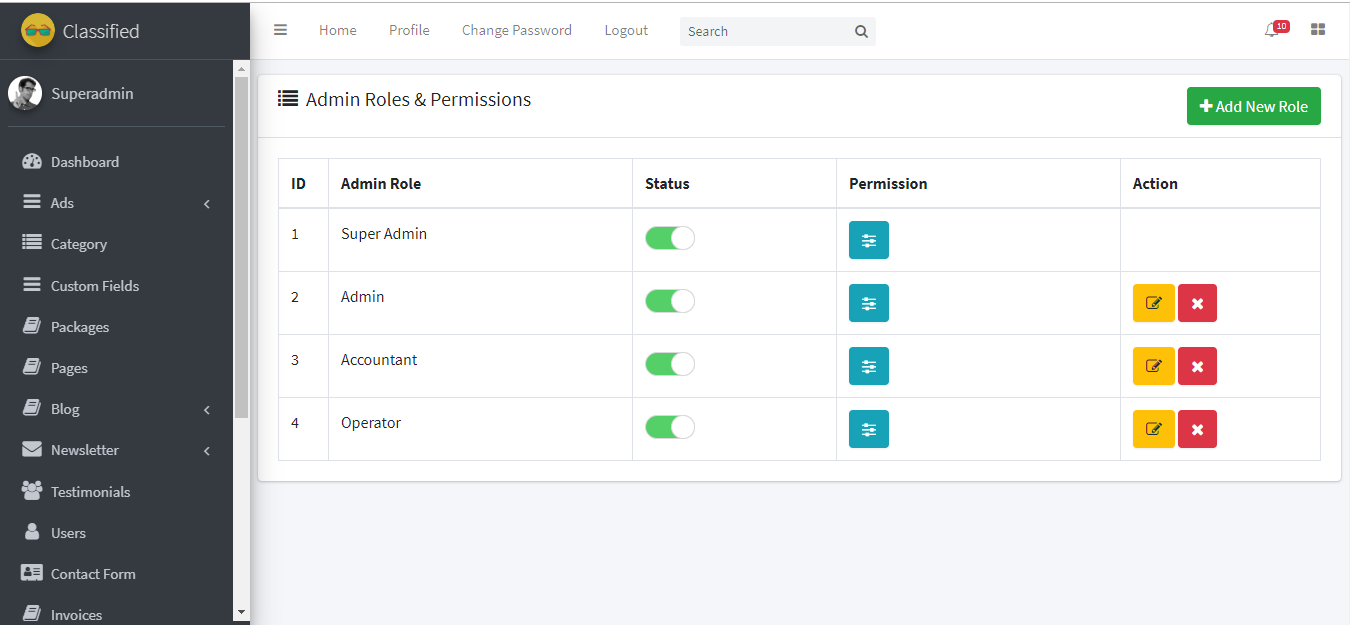 Classified
Home Profile Change Password Logout Search 10
Superadmin
Dashboard
Ads
Category
Custom Fields
Packages
Pages
Blog
Newsletter
Testimonials
Users
Contact Form
Invoices
Admin Roles & Permissions
Add New Role
ID Admin Role Status Permission Action
1 Super Admin
2 Admin
3 Accountant
4 Operator